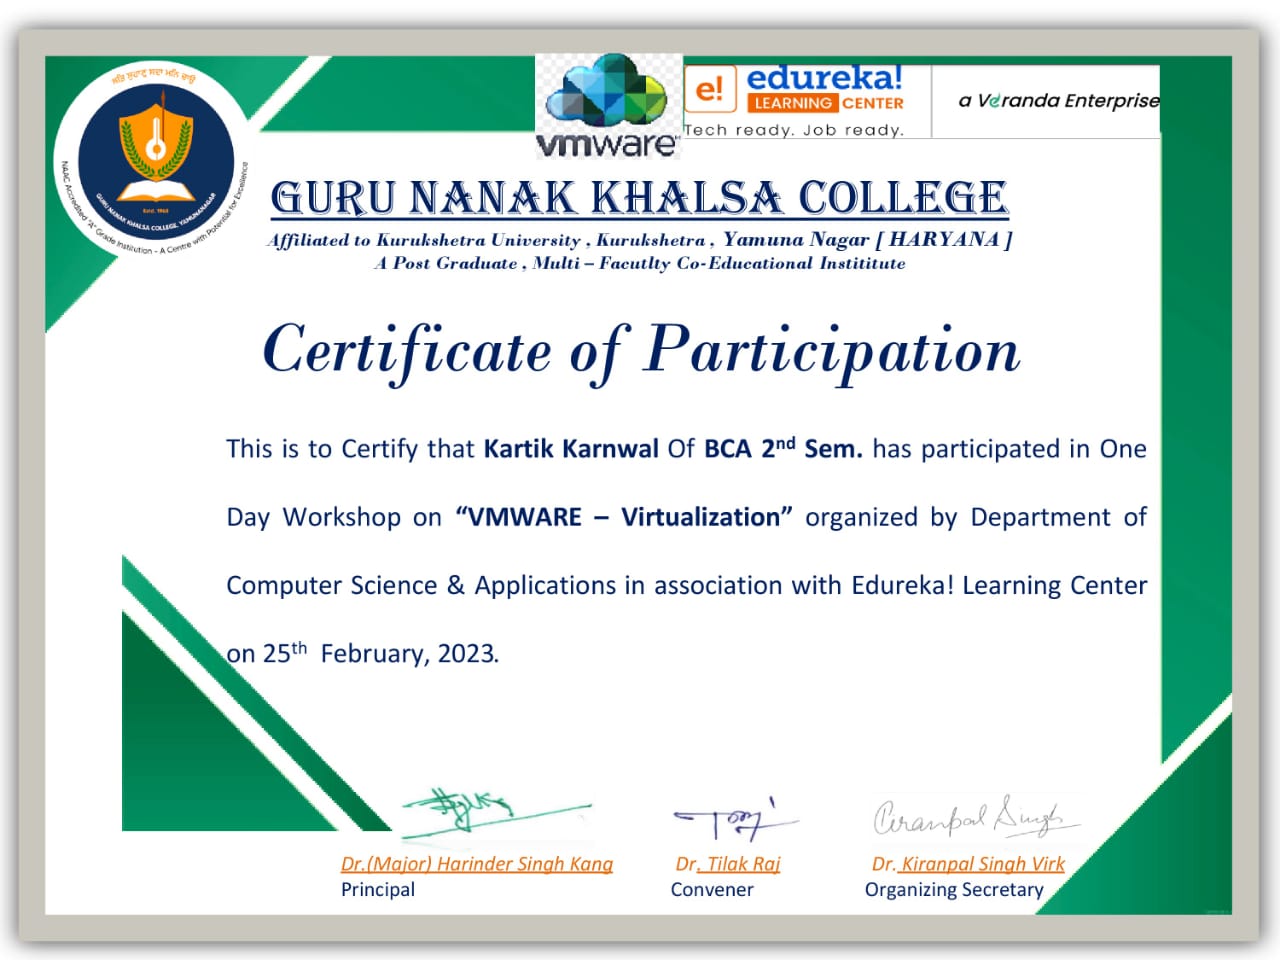 ਸਤਿ ਸੁਹਾਣੁ ਸਦਾ ਮਨਿ ਚਾਉ
Estd. 1968
GURU NANAK KHALSA COLLEGE, YAMUNANAGAR
NAAC Accredited "A" Grade Institution - A Centre with Potential for Excellence
vmware
e! edureka!
LEARNING CENTER
Tech ready. Job ready.
a Veranda Enterprise
GURU NANAK KHALSA COLLEGE
Affiliated to Kurukshetra University , Kurukshetra , Yamuna Nagar [ HARYANA ]
A Post Graduate , Multi – Facutlty Co-Educational Instititute
Certificate of Participation
This is to Certify that Kartik Karnwal Of BCA 2nd Sem. has participated in One
Day Workshop on “VMWARE – Virtualization” organized by Department of
Computer Science & Applications in association with Edureka! Learning Center
on 25th February, 2023.
Kiranpal Singh
Dr.(Major) Harinder Singh Kang
Principal
Dr. Tilak Raj
Convener
Dr. Kiranpal Singh Virk
Organizing Secretary